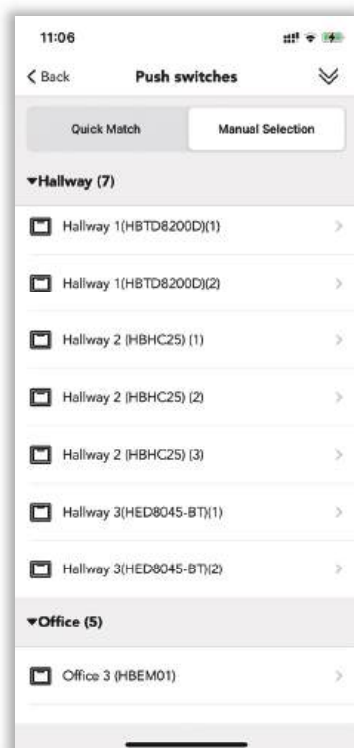 11:06
Back Push switches
Quick Match Manual Selection
Hallway (7)
Hallway 1(HBTD8200D)(1)
Hallway 1(HBTD8200D)(2)
Hallway 2 (HBHC25) (1)
Hallway 2 (HBHC25) (2)
Hallway 2 (HBHC25) (3)
Hallway 3(HED8045-BT)(1)
Hallway 3(HED8045-BT)(2)
Office (5)
Office 3 (HBEM01)